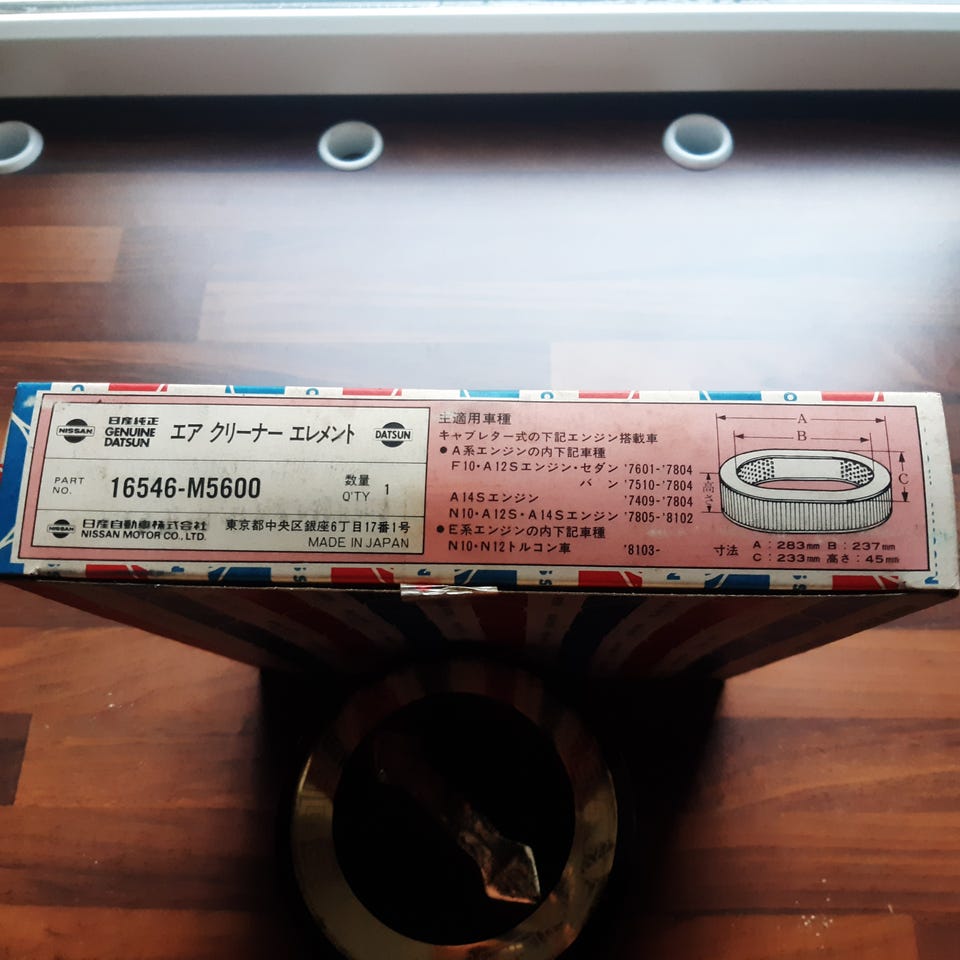 NISSAN
日産純正
GENUINE
DATSUN
エア クリーナー エレメント
DATSUN
PART
NO.
16546-M5600
数量
Q'TY
1
NISSAN
日産自動車株式会社
NISSAN MOTOR CO., LTD.
東京都中央区銀座6丁目17番1号
MADE IN JAPAN
主適用車種
キャブレター式の下記エンジン搭載車
●A系エンジンの内下記車種
F10・A12Sエンジン・セダン '7601-'7804
バン '7510-'7804
A14Sエンジン '7409-'7804
N10・A12S・A14Sエンジン '7805-'8102
●E系エンジンの内下記車種
N10・N12トルコン車 '8103-
A
B
C
高さ
寸法 A:283mm B:237mm
C:233mm 高さ:45mm